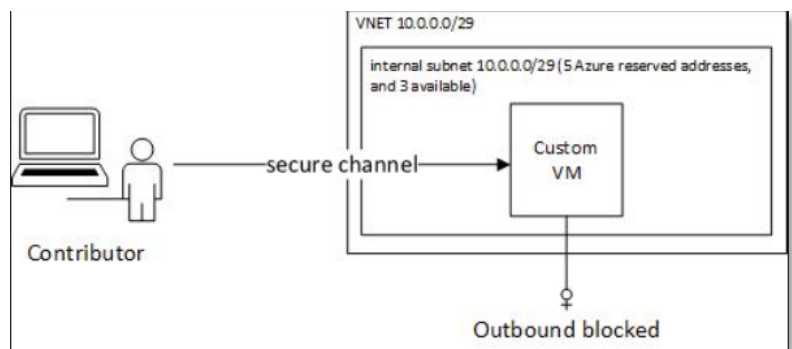 VNET 10.0.0.0/29
internal subnet 10.0.0.0/29 (5 Azure reserved addresses,
and 3 available)
Custom
VM
secure channel
Contributor
Outbound blocked